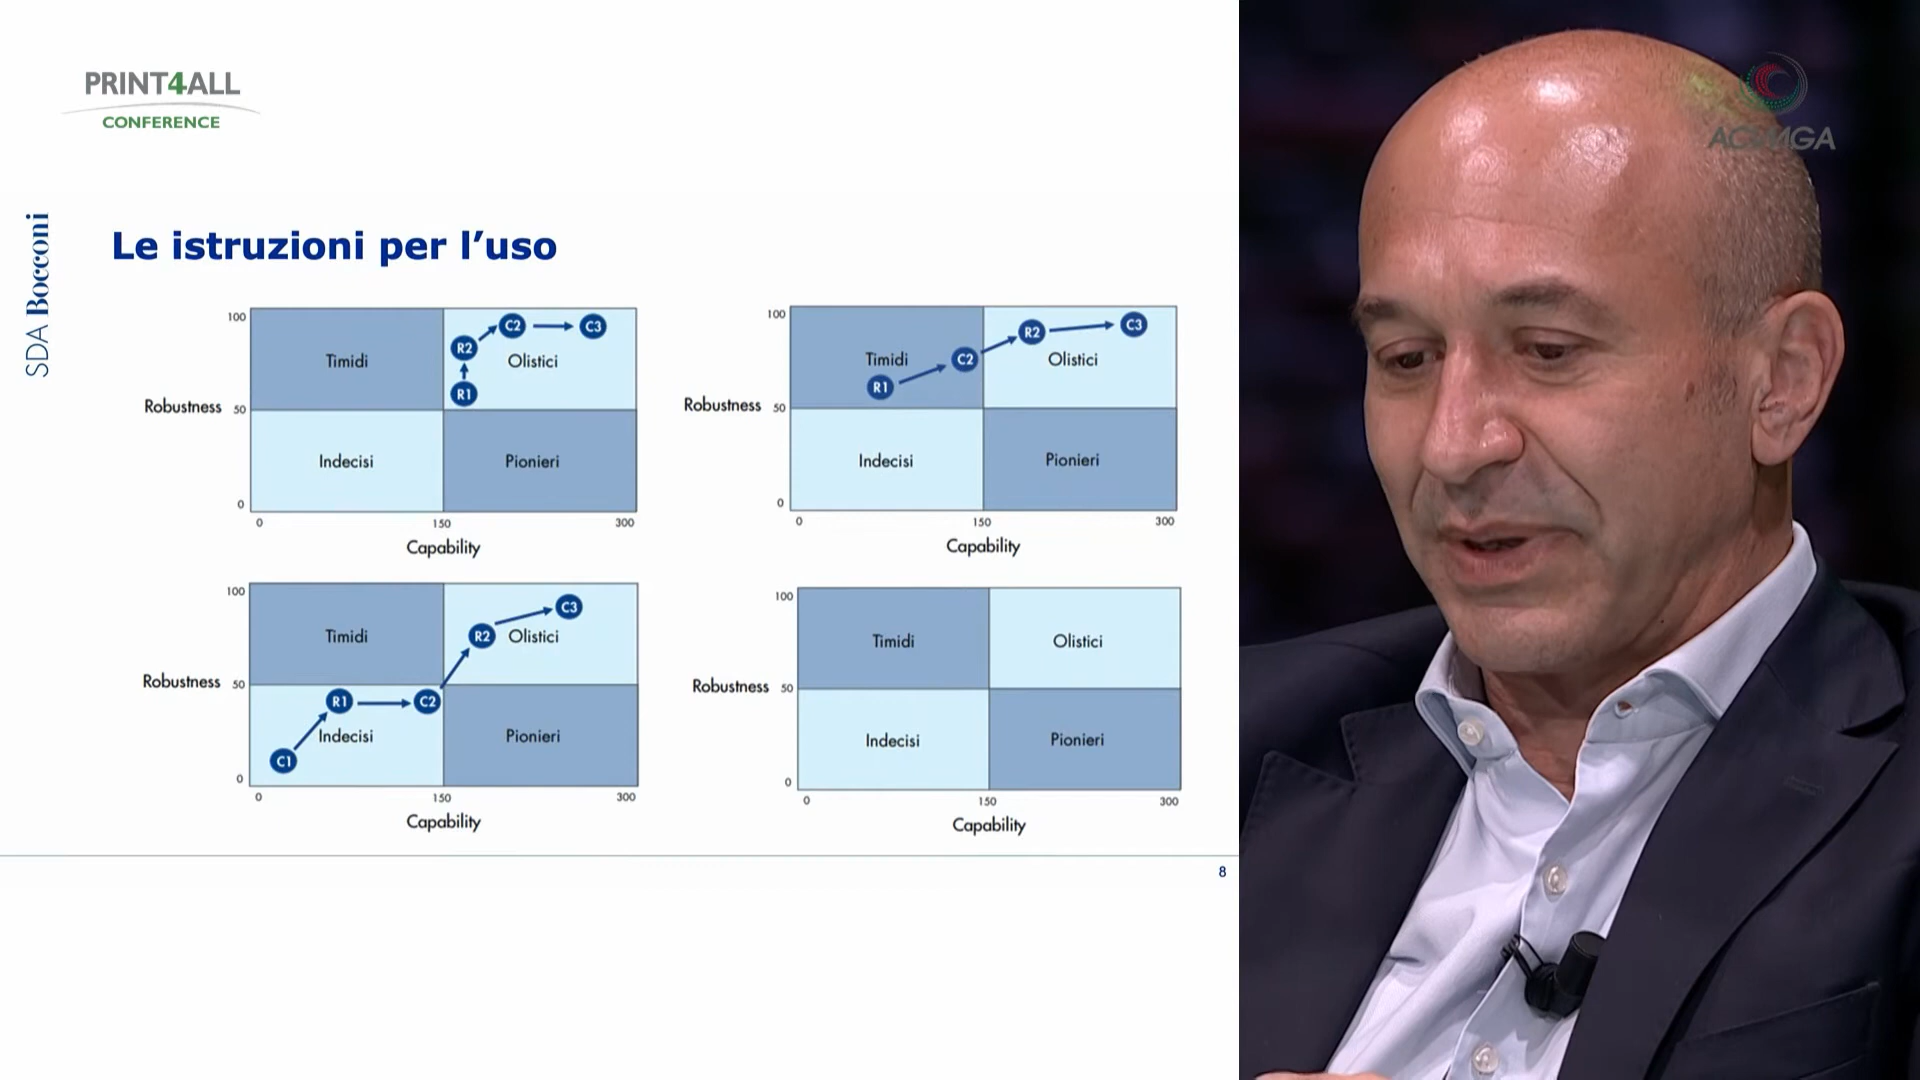 PRINT4ALL
CONFERENCE
ACIMGA
SDA Bocconi
Le istruzioni per l’uso
100
Timidi
R2
C2
C3
Olistici
R1
Robustness
50
Indecisi
Pionieri
0
0
150
300
Capability
100
Timidi
R1
C2
R2
C3
Olistici
Robustness
50
Indecisi
Pionieri
0
0
150
300
Capability
100
Timidi
R2
Olistici
C3
Robustness
50
R1
C2
Indecisi
C1
Pionieri
0
0
150
300
Capability
100
Timidi
Olistici
Robustness
50
Indecisi
Pionieri
0
0
150
300
Capability
8